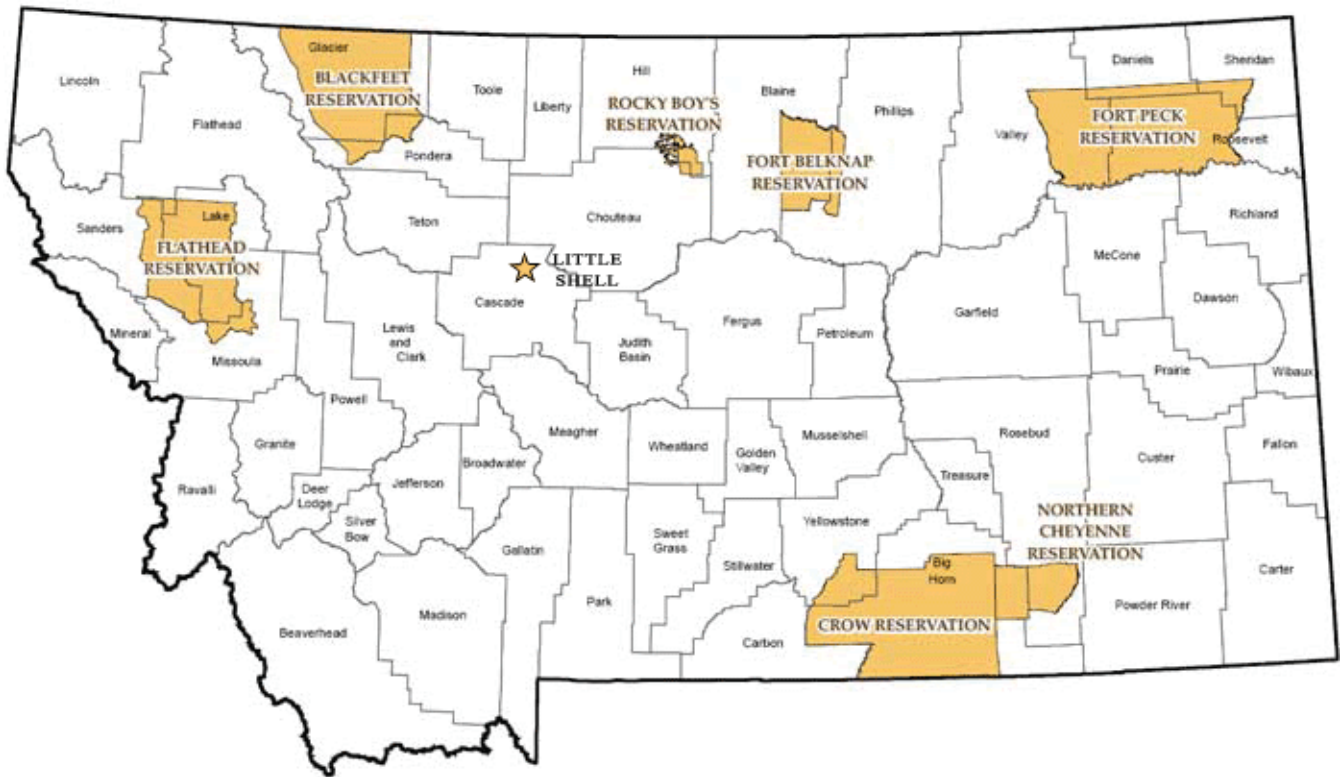 Lincoln
Flathead
Glacier
BLACKFEET
RESERVATION
Toole
Liberty
Hill
ROCKY BOY'S
RESERVATION
Blaine
FORT BELKNAP
RESERVATION
Phillips
Valley
Daniels
Sheridan
FORT PECK
RESERVATION
Roosevelt
Pondera
Teton
Chouteau
Sanders
Lake
FLATHEAD
RESERVATION
LITTLE
SHELL
Cascade
Richland
McCone
Dawson
Garfield
Mineral
Missoula
Lewis
and
Clark
Judith
Basin
Fergus
Petroleum
Prairie
Wibaux
Powell
Granite
Meagher
Wheatland
Golden
Valley
Musselshell
Rosebud
Treasure
Custer
Fallon
Ravalli
Deer
Lodge
Silver
Bow
Jefferson
Broadwater
Gallatin
Sweet
Grass
Stillwater
Yellowstone
NORTHERN
CHEYENNE
RESERVATION
Big
Horn
CROW RESERVATION
Carter
Powder River
Beaverhead
Madison
Park
Carbon